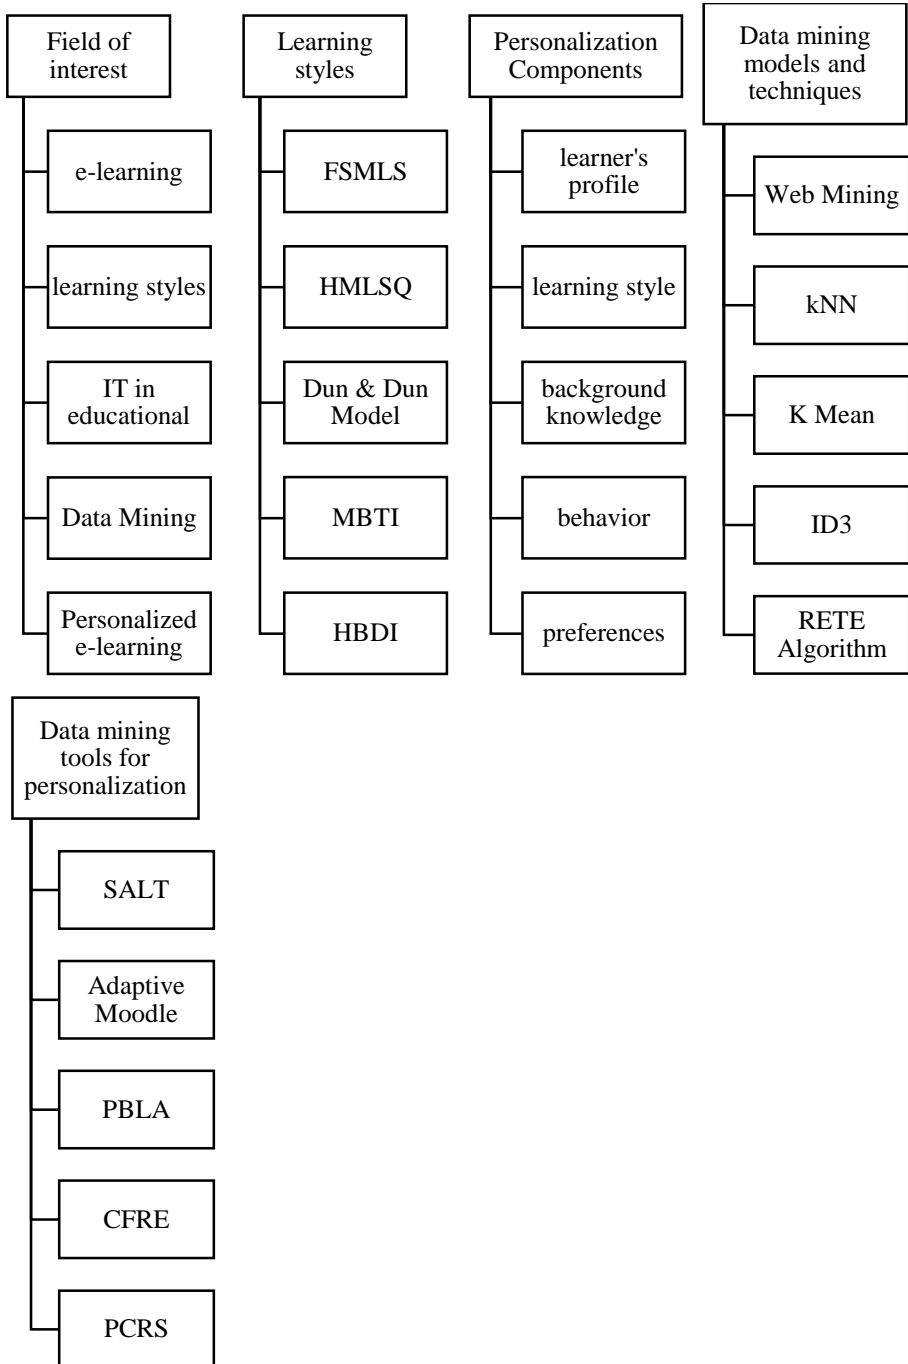 Field of
interest
e-learning
learning styles
IT in
educational
Data Mining
Personalized
e-learning
Learning
styles
FSMLS
HMLSQ
Dun & Dun
Model
MBTI
HBDI
Personalization
Components
learner's
profile
learning style
background
knowledge
behavior
preferences
Data mining
models and
techniques
Web Mining
kNN
K Mean
ID3
RETE
Algorithm
Data mining
tools for
personalization
SALT
Adaptive
Moodle
PBLA
CFRE
PCRS